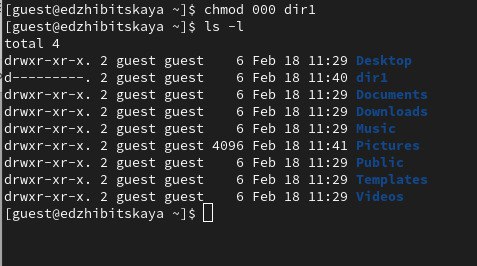 [guest@edzhibitskaya ~]$ chmod 000 dir1
[guest@edzhibitskaya ~]$ ls -l
total 4
drwxr-xr-x. 2 guest guest    6 Feb 18 11:29 Desktop
d---------. 2 guest guest    6 Feb 18 11:40 dir1
drwxr-xr-x. 2 guest guest    6 Feb 18 11:29 Documents
drwxr-xr-x. 2 guest guest    6 Feb 18 11:29 Downloads
drwxr-xr-x. 2 guest guest    6 Feb 18 11:29 Music
drwxr-xr-x. 2 guest guest 4096 Feb 18 11:41 Pictures
drwxr-xr-x. 2 guest guest    6 Feb 18 11:29 Public
drwxr-xr-x. 2 guest guest    6 Feb 18 11:29 Templates
drwxr-xr-x. 2 guest guest    6 Feb 18 11:29 Videos
[guest@edzhibitskaya ~]$